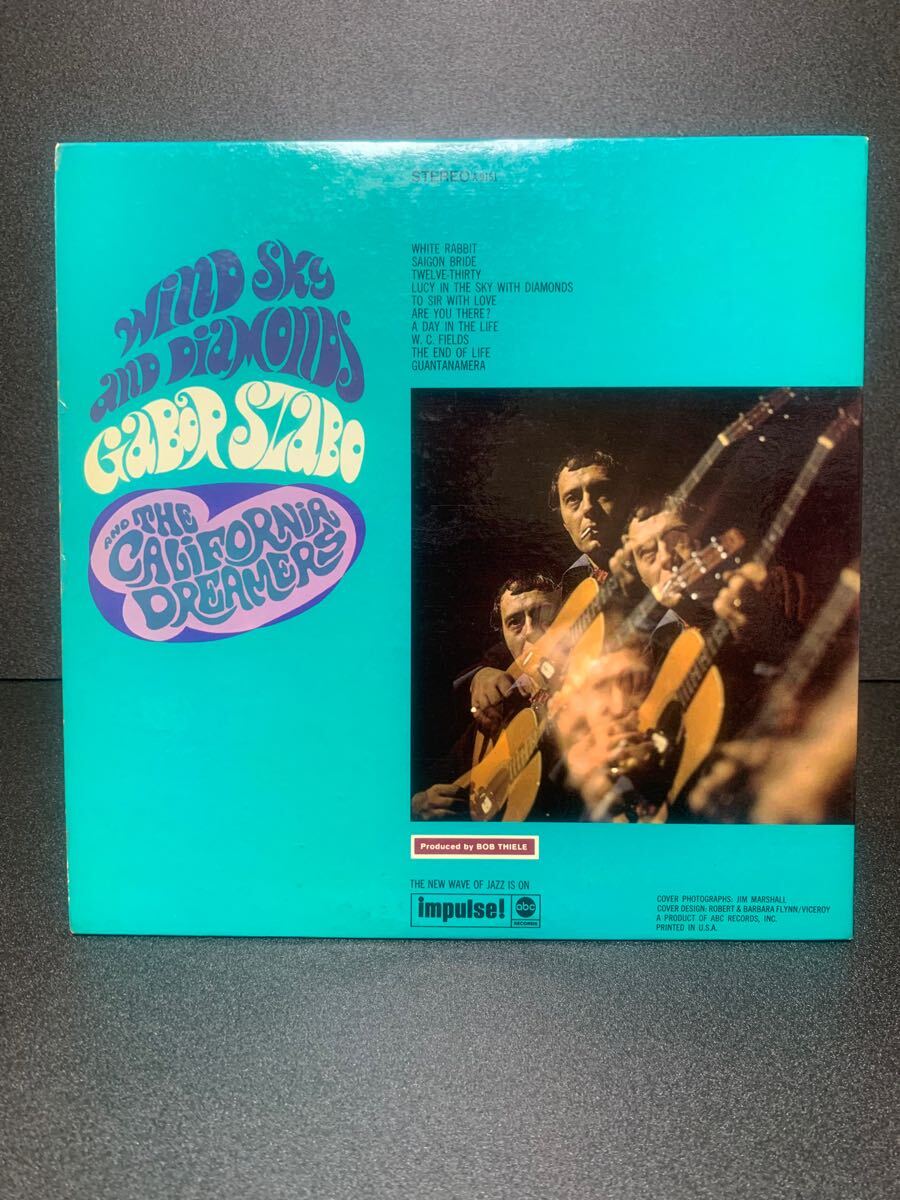 STEREO A-9151
WIND SKY
AND DIAMONDS
GABOR SZABO
AND THE
CALIFORNIA
DREAMERS
WHITE RABBIT
SAIGON BRIDE
TWELVE-THIRTY
LUCY IN THE SKY WITH DIAMONDS
TO SIR WITH LOVE
ARE YOU THERE?
A DAY IN THE LIFE
W. C. FIELDS
THE END OF LIFE
GUANTANAMERA
Produced by BOB THIELE
THE NEW WAVE OF JAZZ IS ON
impulse!
abc
RECORDS
COVER PHOTOGRAPHS: JIM MARSHALL
COVER DESIGN: ROBERT & BARBARA FLYNN/VICEROY
A PRODUCT OF ABC RECORDS, INC.
PRINTED IN U.S.A.